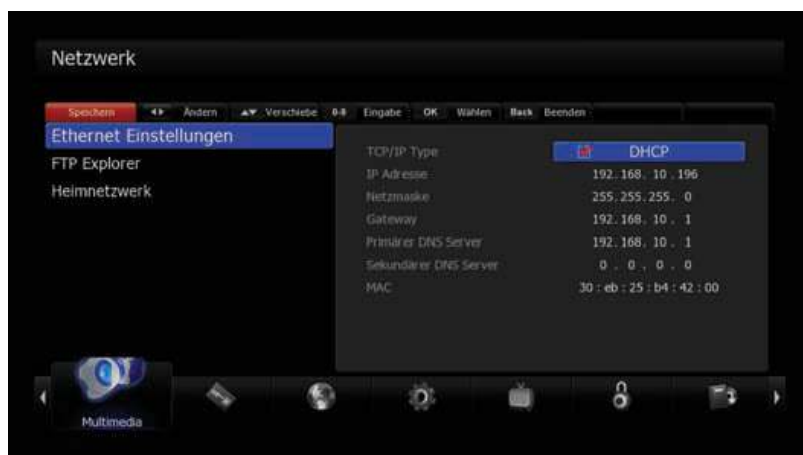 Netzwerk
Speichern Ändern Verschiebe 0-9 Eingabe OK Wählen Back Beenden
Ethernet Einstellungen
FTP Explorer
Heimnetzwerk
TCP/IP Type DHCP
IP Adresse 192. 168. 10 . 196
Netzmaske 255. 255. 255. 0
Gateway 192. 168. 10 . 1
Primärer DNS Server 192. 168. 10 . 1
Sekundärer DNS Server 0 . 0 . 0 . 0
MAC 30 : eb : 25 : b4 : 42 : 00
Multimedia